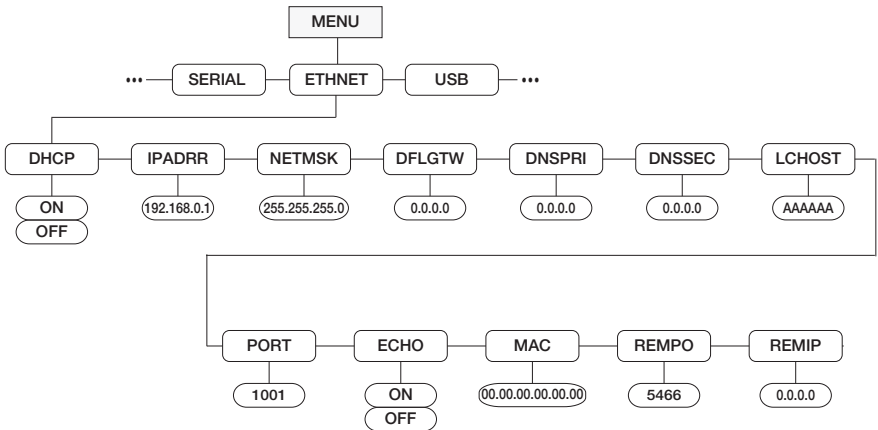 MENU
••• SERIAL ETHNET USB •••
DHCP IPADRR NETMSK DFLGTW DNSPRI DNSSEC LCHOST
ON 192.168.0.1 255.255.255.0 0.0.0.0 0.0.0.0 0.0.0.0 AAAAAA
OFF
PORT ECHO MAC REMPO REMIP
1001 ON 00.00.00.00.00.00 5466 0.0.0.0
OFF